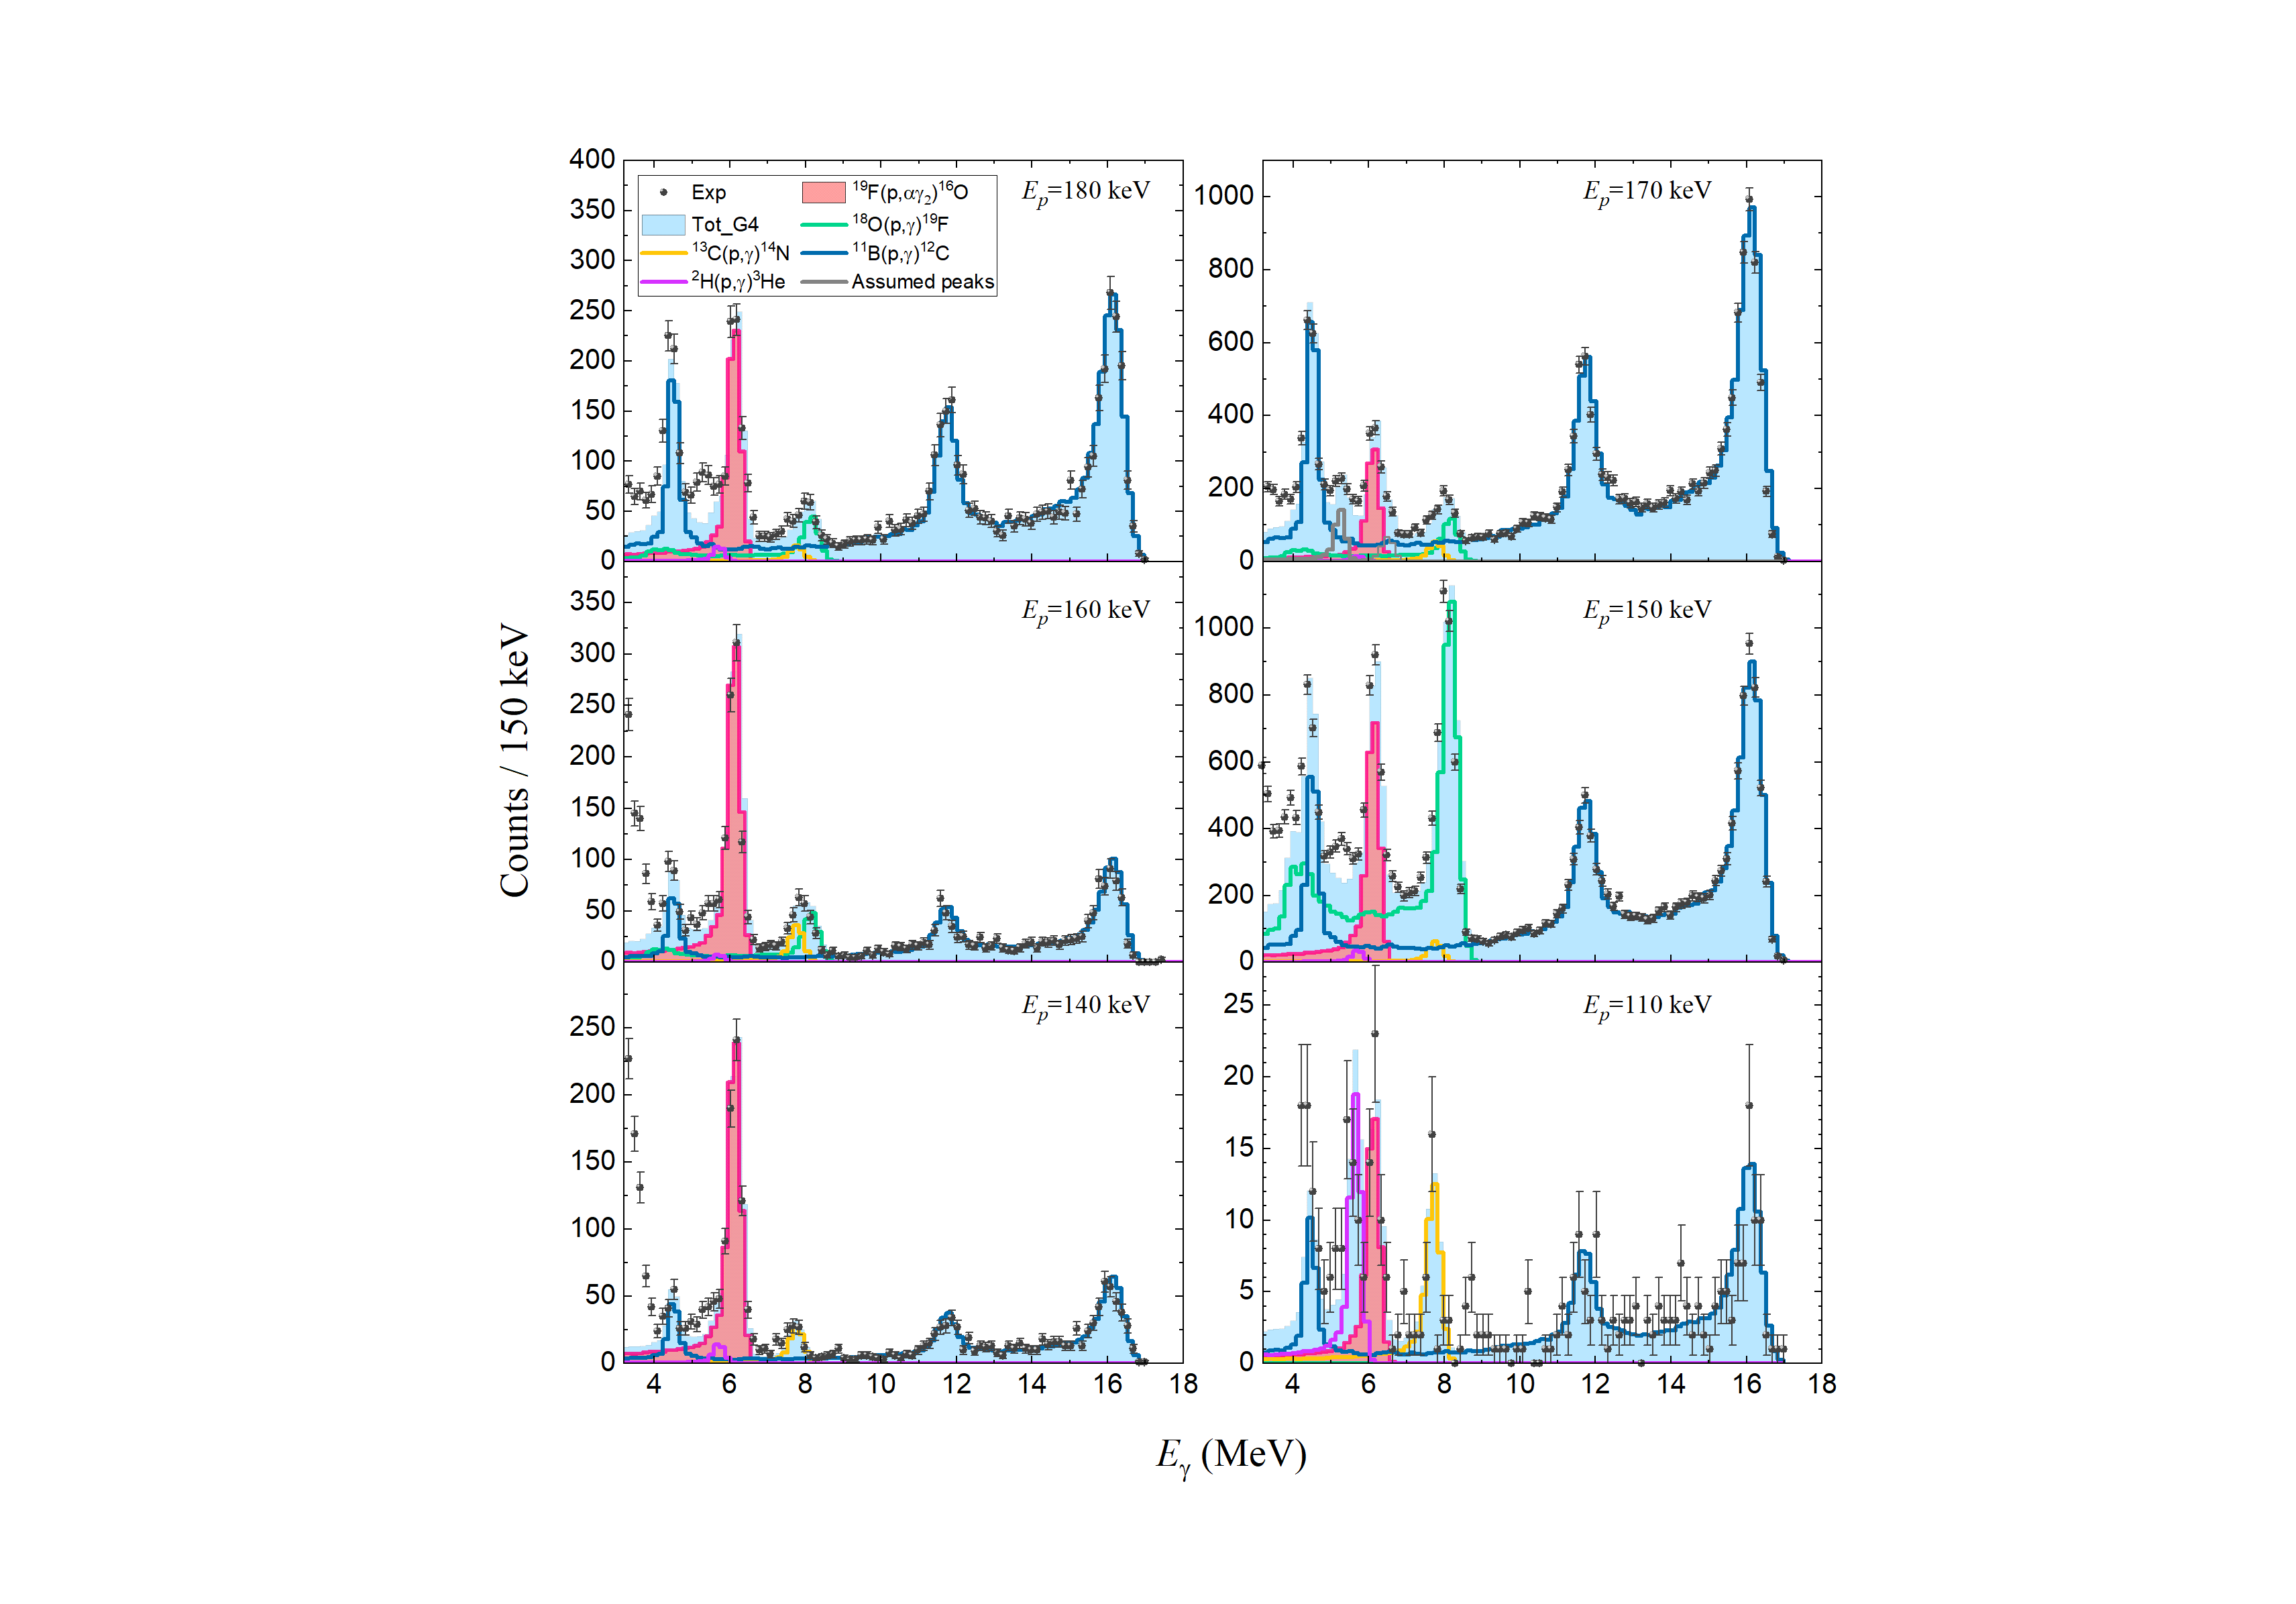 400
350
300
250
200
150
100
50
0
Exp
¹⁹F(p,αγ₂)¹⁶O
Tot_G4
¹⁸O(p,γ)¹⁹F
¹³C(p,γ)¹⁴N
¹¹B(p,γ)¹²C
²H(p,γ)³He
Assumed peaks
Eₚ=180 keV
1000
800
600
400
200
0
Eₚ=170 keV
350
300
250
200
150
100
50
0
Eₚ=160 keV
1000
800
600
400
200
0
Eₚ=150 keV
250
200
150
100
50
0
Eₚ=140 keV
4 6 8 10 12 14 16 18
25
20
15
10
5
0
Eₚ=110 keV
4 6 8 10 12 14 16 18
Counts / 150 keV
Eᵧ (MeV)